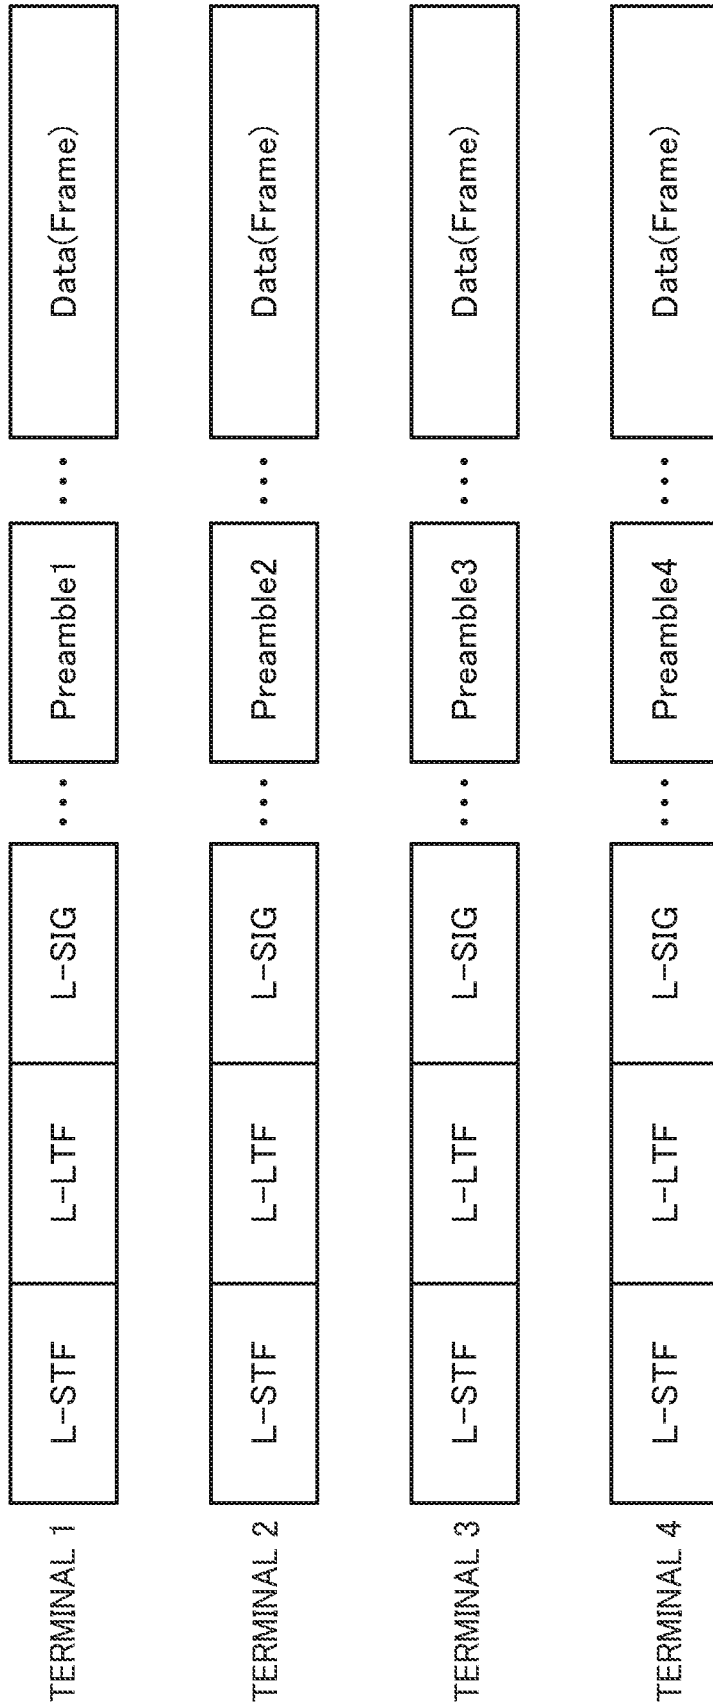 TERMINAL 1 L-STF L-LTF L-SIG ... Preamble1 ... Data(Frame)
TERMINAL 2 L-STF L-LTF L-SIG ... Preamble2 ... Data(Frame)
TERMINAL 3 L-STF L-LTF L-SIG ... Preamble3 ... Data(Frame)
TERMINAL 4 L-STF L-LTF L-SIG ... Preamble4 ... Data(Frame)